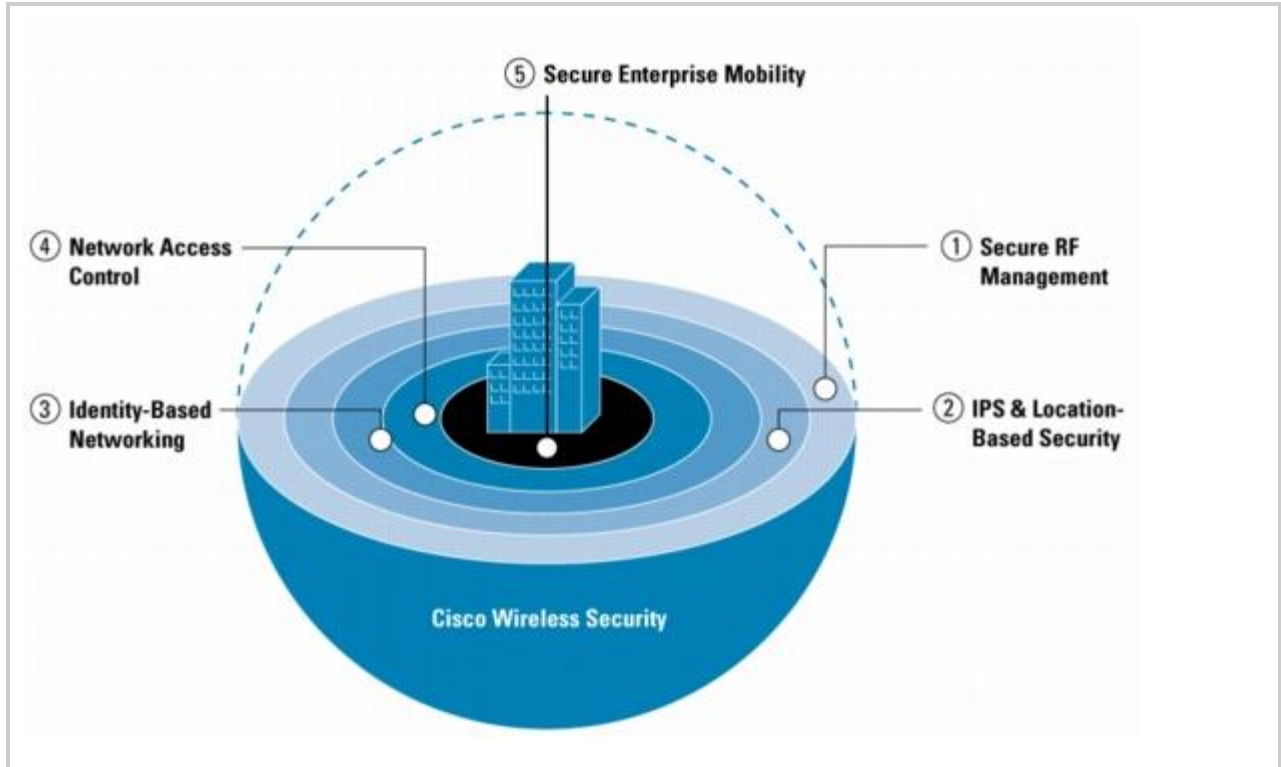 ⑤ Secure Enterprise Mobility
④ Network Access
Control
① Secure RF
Management
③ Identity-Based
Networking
② IPS & Location-
Based Security
Cisco Wireless Security